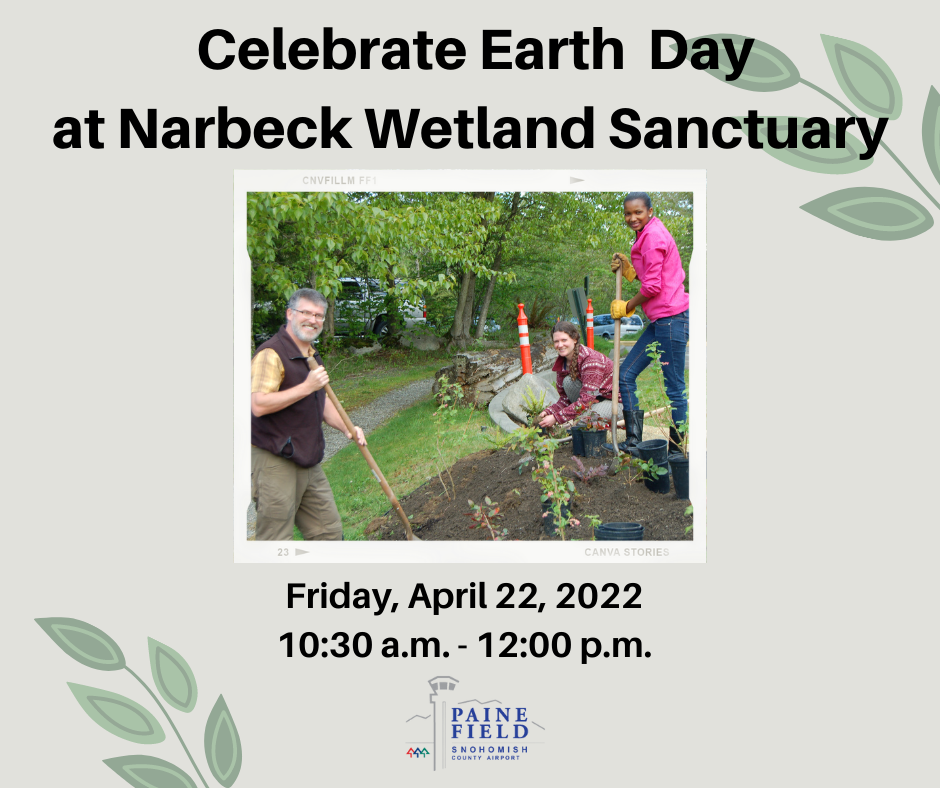 Celebrate Earth Day
at Narbeck Wetland Sanctuary
CNVFILLM FF1
23
CANVA STORIES
Friday, April 22, 2022
10:30 a.m. - 12:00 p.m.
PAINE
FIELD
SNOHOMISH
COUNTY AIRPORT